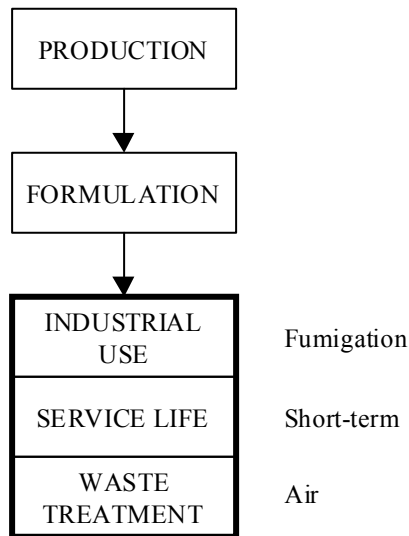 PRODUCTION
FORMULATION
INDUSTRIAL
USE
Fumigation
SERVICE LIFE
Short-term
WASTE
TREATMENT
Air